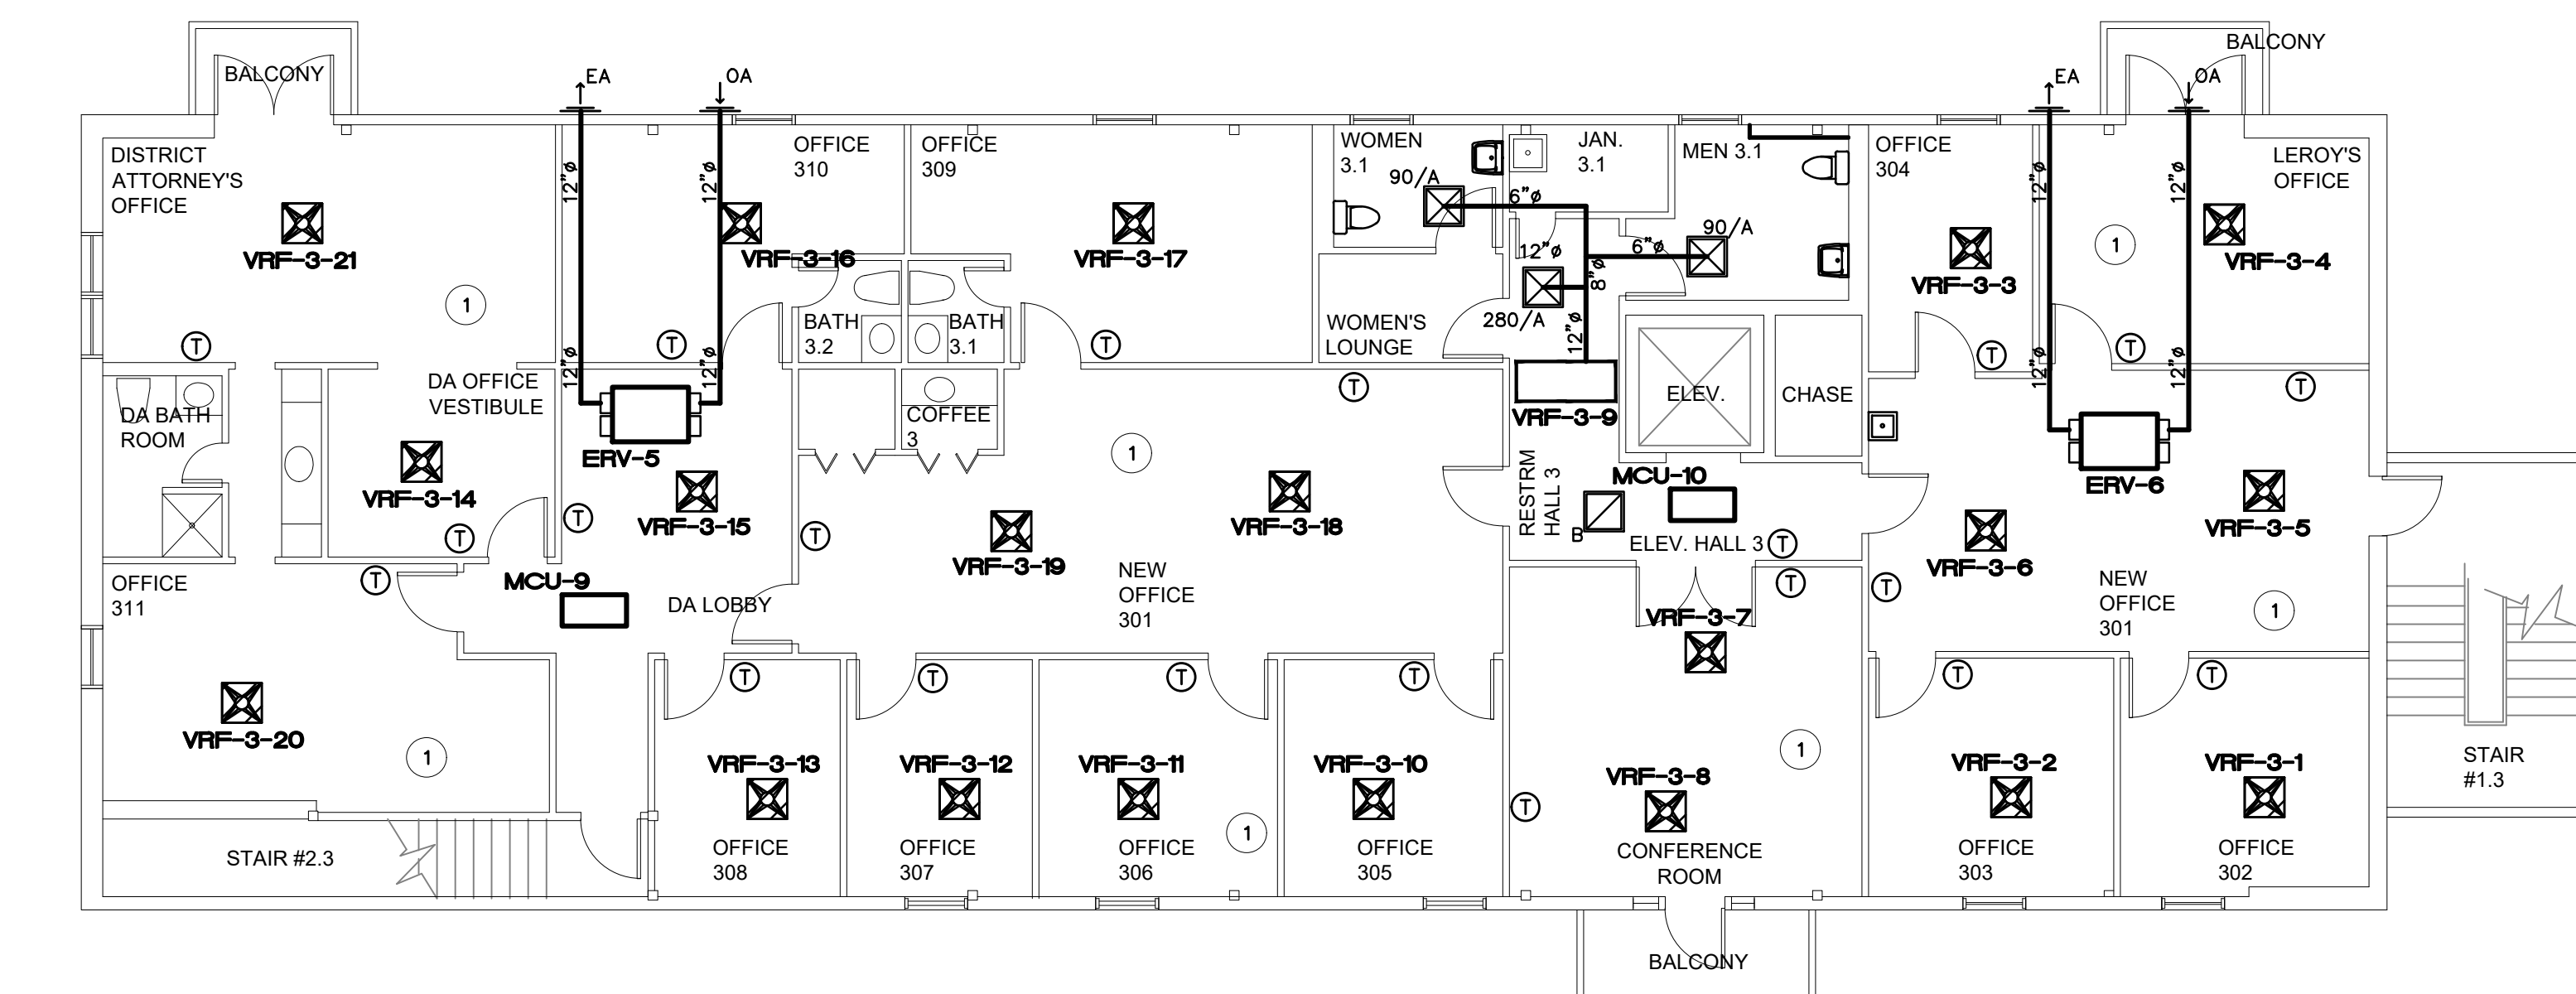 BALCONY
EA
OA
EA
OA
BALCONY
DISTRICT
ATTORNEY'S
OFFICE
12"ø
12"ø
OFFICE
310
OFFICE
309
WOMEN
3.1
90/A
6"ø
JAN.
3.1
MEN 3.1
OFFICE
304
12"ø
12"ø
LEROY'S
OFFICE
VRF-3-21
VRF-3-16
VRF-3-17
12"ø
6"ø
90/A
8"ø
VRF-3-3
1
VRF-3-4
1
T
T
12"ø
12"ø
BATH
3.2
BATH
3.1
T
WOMEN'S
LOUNGE
280/A
12"ø
T
12"ø
T
12"ø
DA OFFICE
VESTIBULE
DA BATH
ROOM
COFFEE
3
T
VRF-3-9
ELEV.
CHASE
T
ERV-5
1
VRF-3-14
T
T
VRF-3-15
T
VRF-3-19
VRF-3-18
RESTRM
HALL 3
MCU-10
B
ELEV. HALL 3
T
ERV-6
VRF-3-6
VRF-3-5
OFFICE
311
T
MCU-9
DA LOBBY
NEW
OFFICE
301
T
VRF-3-7
T
NEW
OFFICE
301
1
VRF-3-20
1
T
T
T
T
T
T
VRF-3-13
VRF-3-12
VRF-3-11
VRF-3-10
VRF-3-8
1
VRF-3-2
VRF-3-1
STAIR
#1.3
T
1
STAIR #2.3
OFFICE
308
OFFICE
307
OFFICE
306
OFFICE
305
CONFERENCE
ROOM
OFFICE
303
OFFICE
302
BALCONY